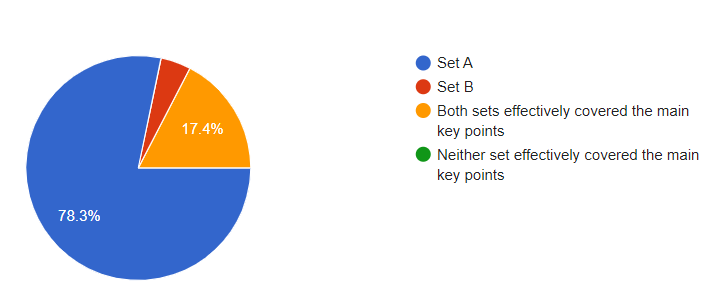 Set A
Set B
Both sets effectively covered the main
key points
17.4%
Neither set effectively covered the main
key points
78.3%